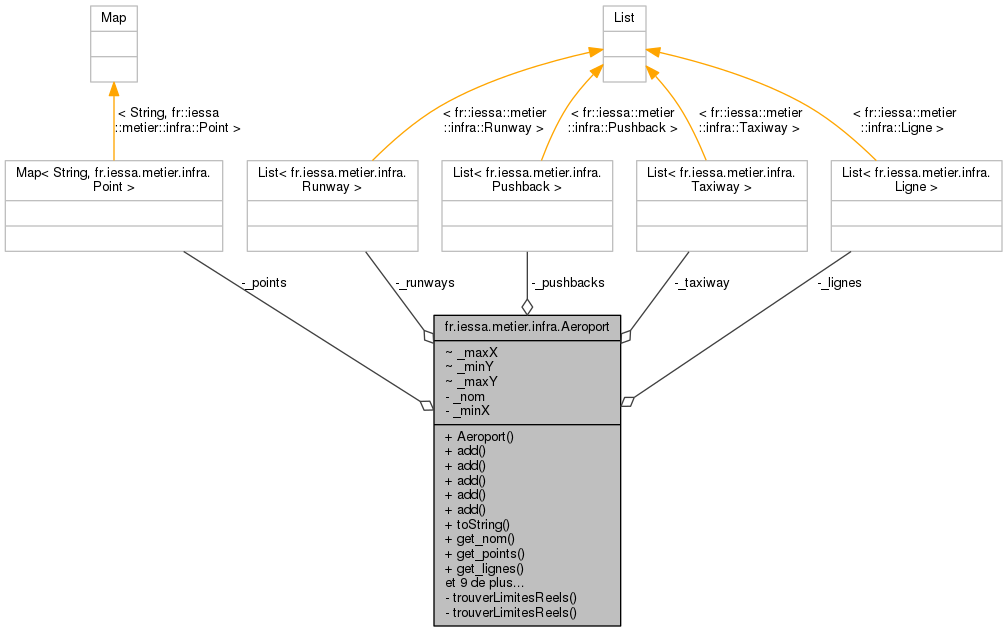 Map
List
< String, fr::iessa
::metier::infra::Point >
< fr::iessa::metier
::infra::Runway >
< fr::iessa::metier
::infra::Pushback >
< fr::iessa::metier
::infra::Taxiway >
< fr::iessa::metier
::infra::Ligne >
Map< String, fr.iessa.metier.infra.
Point >
List< fr.iessa.metier.infra.
Runway >
List< fr.iessa.metier.infra.
Pushback >
List< fr.iessa.metier.infra.
Taxiway >
List< fr.iessa.metier.infra.
Ligne >
-_points
-_runways
-_pushbacks
-_taxiway
-_lignes
fr.iessa.metier.infra.Aeroport
~ _maxX
~ _minY
~ _maxY
- _nom
- _minX
+ Aeroport()
+ add()
+ add()
+ add()
+ add()
+ add()
+ toString()
+ get_nom()
+ get_points()
+ get_lignes()
et 9 de plus...
- trouverLimitesReels()
- trouverLimitesReels()